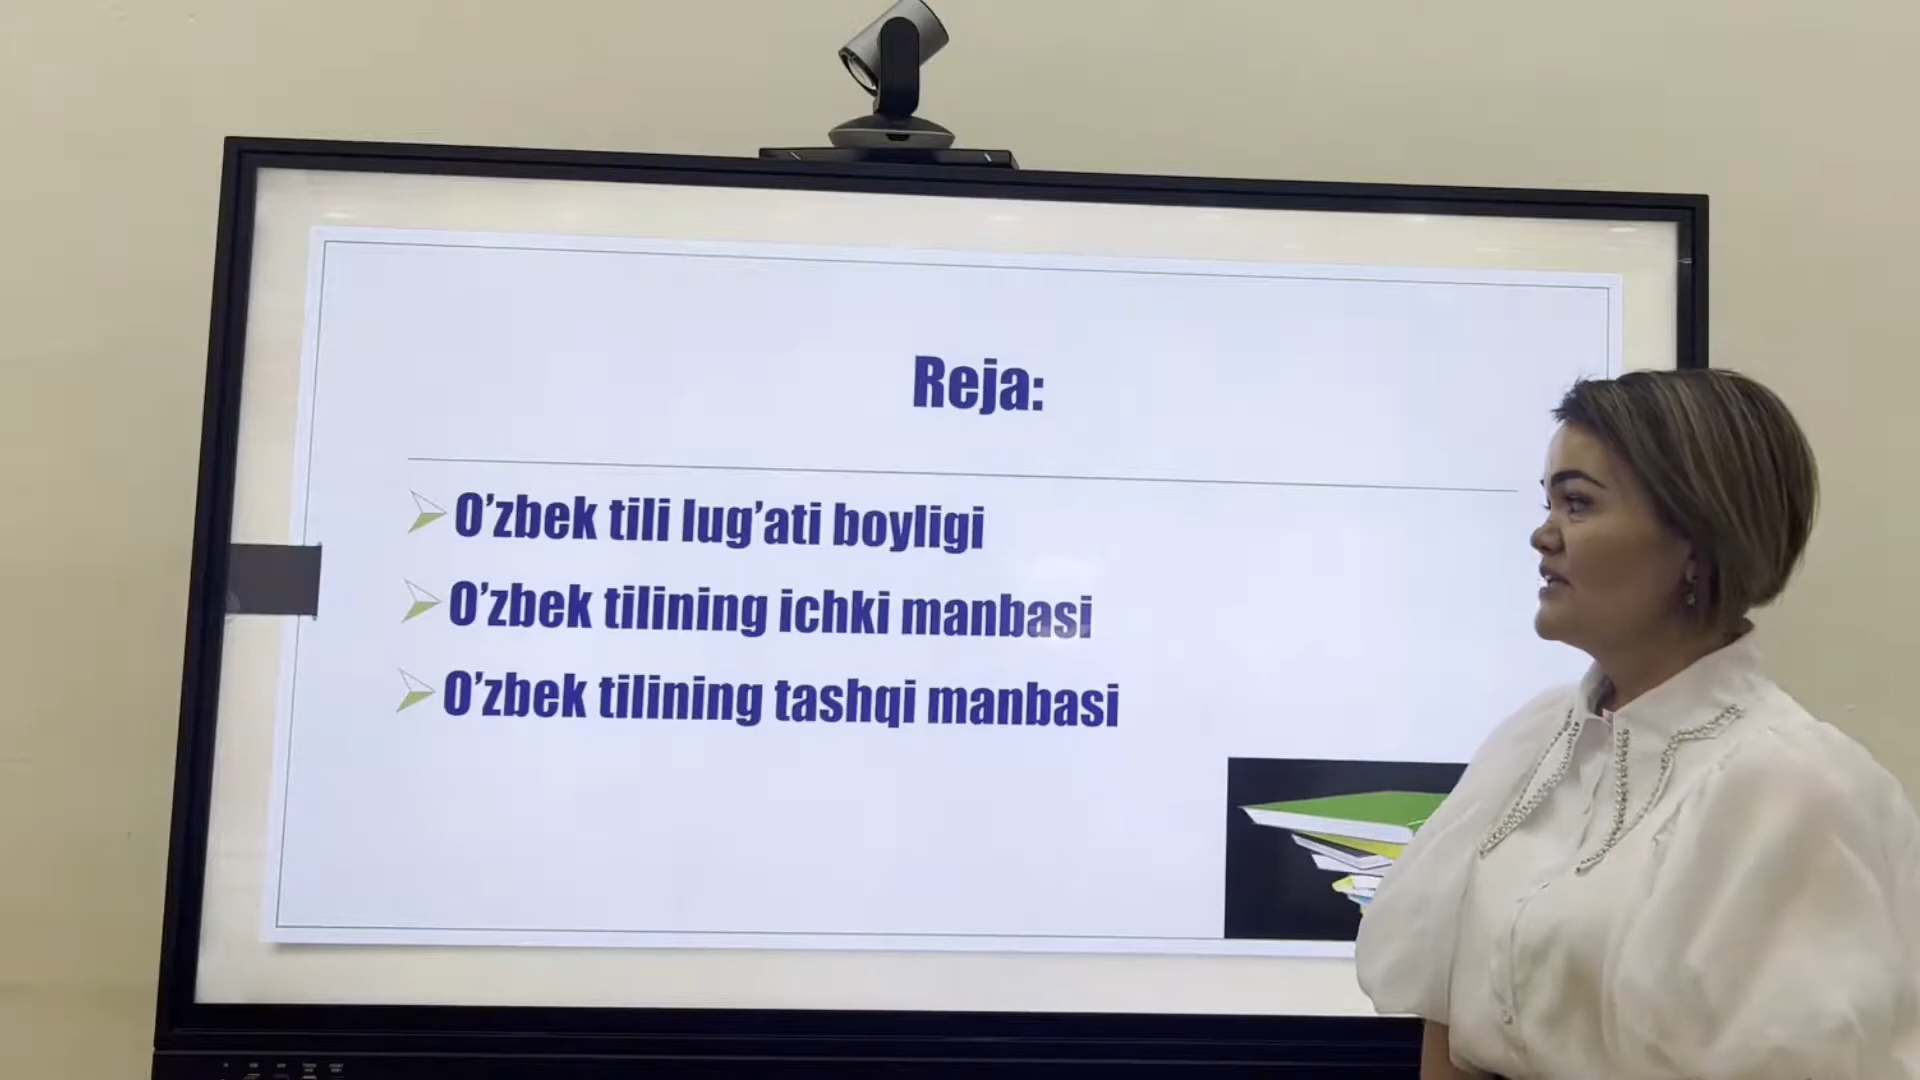 Reja:
O’zbek tili lug’ati boyligi
O’zbek tilining ichki manbasi
O’zbek tilining tashqi manbasi